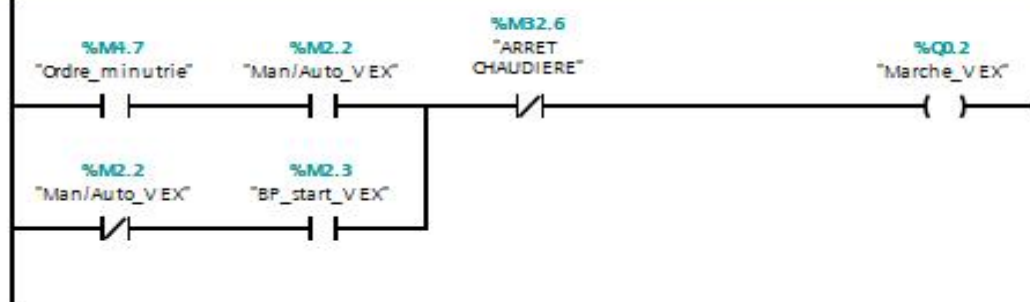 %M4.7
"Ordre_minutrie"
%M2.2
"Man/Auto_VEX"
%M32.6
"ARRET
CHAUDIERE"
%Q0.2
"Marche_VEX"
%M2.2
"Man/Auto_VEX"
%M2.3
"BP_start_VEX"